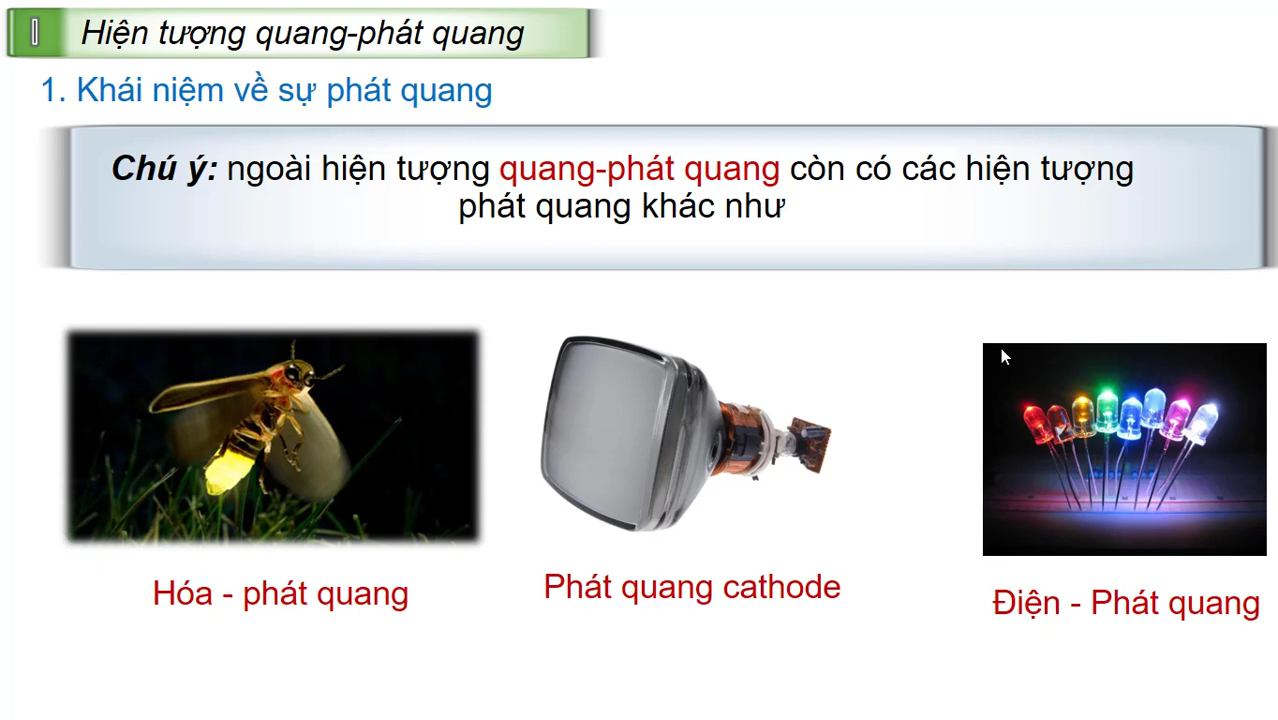 I Hiện tượng quang-phát quang
1. Khái niệm về sự phát quang
Chú ý: ngoài hiện tượng quang-phát quang còn có các hiện tượng
phát quang khác như
Hóa - phát quang
Phát quang cathode
Điện - Phát quang